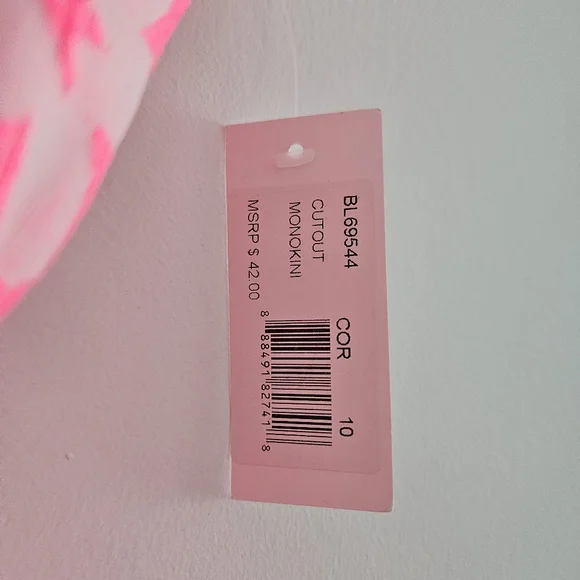 BL69544
CUTOUT
MONOKINI
MSRP $ 42.00
COR 10
8 88491 82741 8